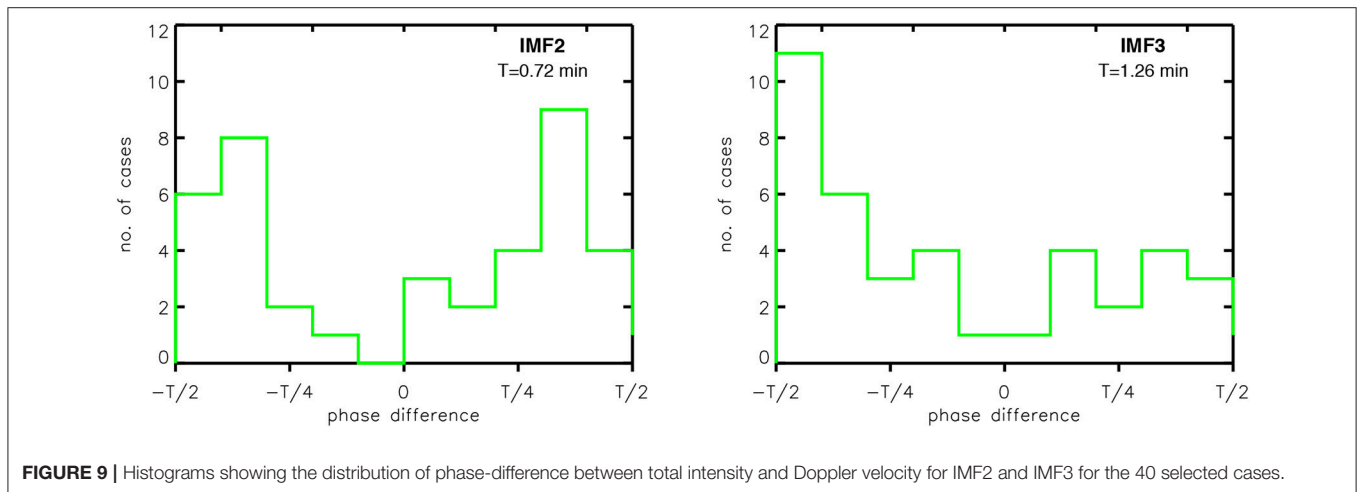 12
10
8
6
4
2
0
no. of cases
IMF2
T=0.72 min
−T/2
−T/4
0
T/4
T/2
phase difference
12
10
8
6
4
2
0
no. of cases
IMF3
T=1.26 min
−T/2
−T/4
0
T/4
T/2
phase difference
FIGURE 9 | Histograms showing the distribution of phase-difference between total intensity and Doppler velocity for IMF2 and IMF3 for the 40 selected cases.